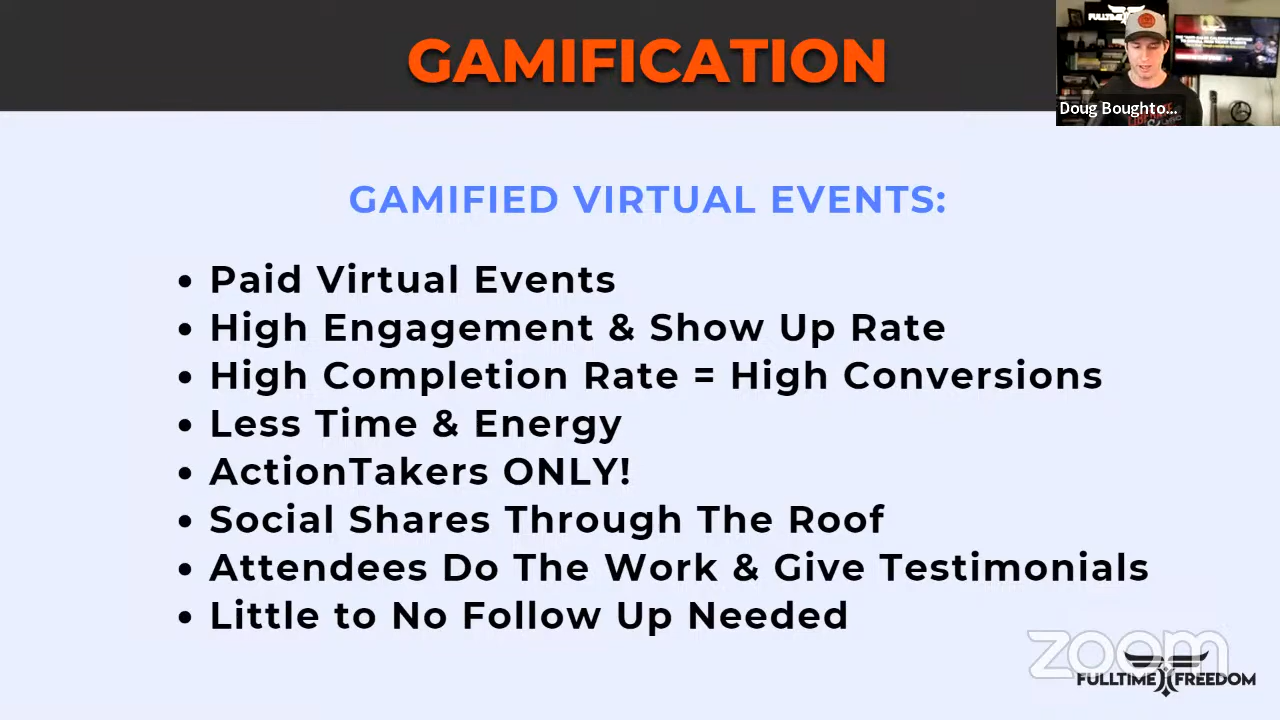 GAMIFICATION
FULLTIME
Doug Boughto...
GAMIFIED VIRTUAL EVENTS:
• Paid Virtual Events
• High Engagement & Show Up Rate
• High Completion Rate = High Conversions
• Less Time & Energy
• ActionTakers ONLY!
• Social Shares Through The Roof
• Attendees Do The Work & Give Testimonials
• Little to No Follow Up Needed
zoom
FULLTIME FREEDOM